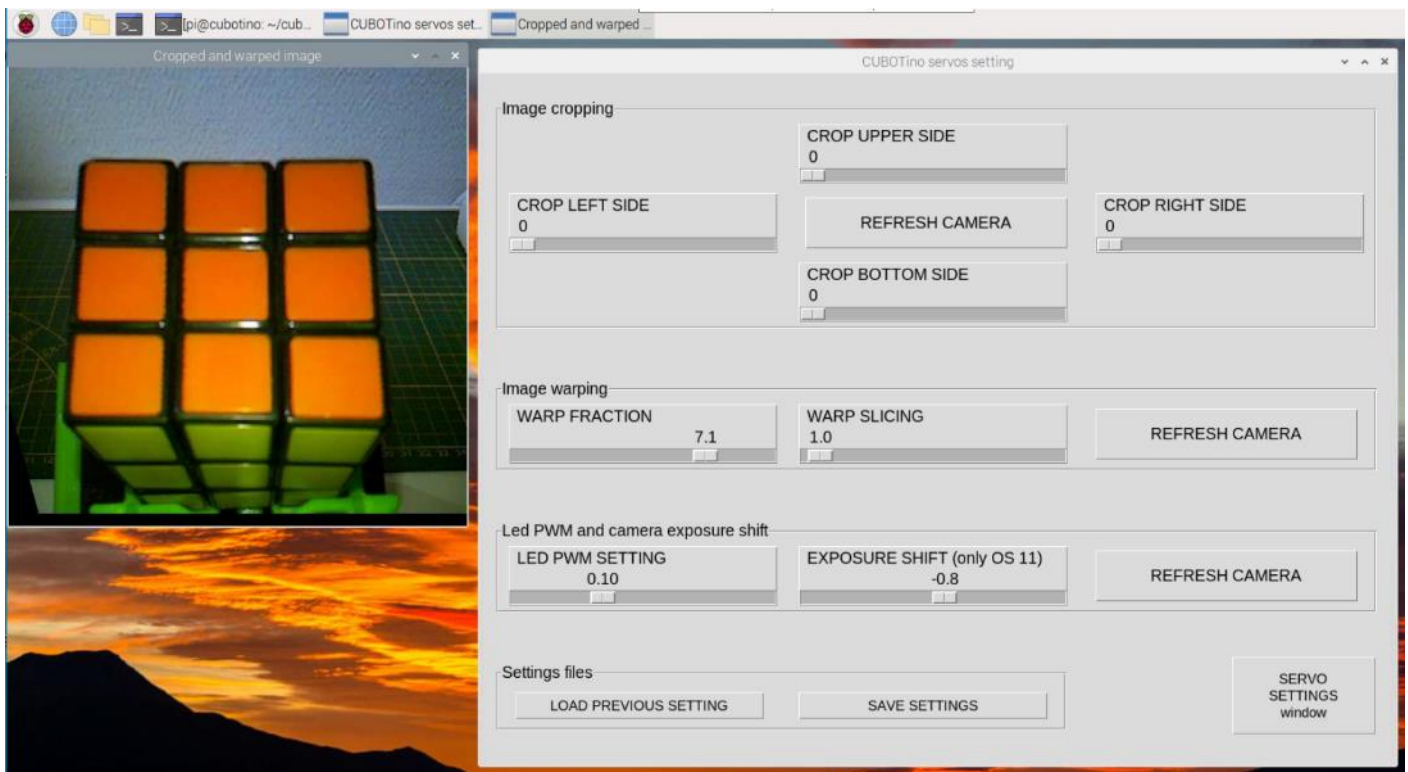 [pi@cubotino: ~/cub...
CUBOTino servos set...
Cropped and warped ...
Cropped and warped image
CUBOTino servos setting
Image cropping
CROP UPPER SIDE
0
CROP LEFT SIDE
0
REFRESH CAMERA
CROP RIGHT SIDE
0
CROP BOTTOM SIDE
0
Image warping
WARP FRACTION
7.1
WARP SLICING
1.0
REFRESH CAMERA
Led PWM and camera exposure shift
LED PWM SETTING
0.10
EXPOSURE SHIFT (only OS 11)
-0.8
REFRESH CAMERA
Settings files
LOAD PREVIOUS SETTING
SAVE SETTINGS
SERVO
SETTINGS
window